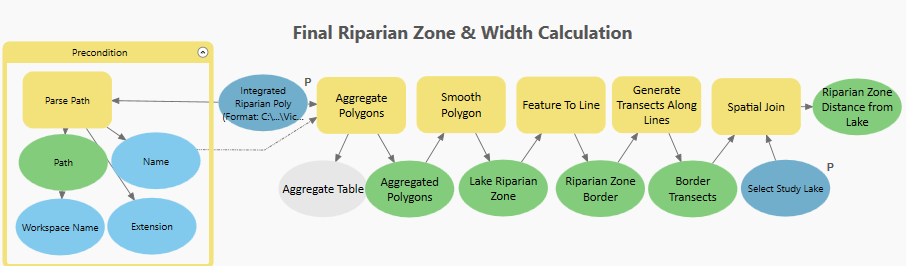 Final Riparian Zone & Width Calculation
Precondition
Parse Path
Path
Name
Workspace Name
Extension
P
Integrated
Riparian Poly
(Format: C:\...\Vic...
Aggregate
Polygons
Smooth
Polygon
Feature To Line
Generate
Transects Along
Lines
Spatial Join
Riparian Zone
Distance from
Lake
Aggregate Table
Aggregated
Polygons
Lake Riparian
Zone
Riparian Zone
Border
Border
Transects
P
Select Study Lake